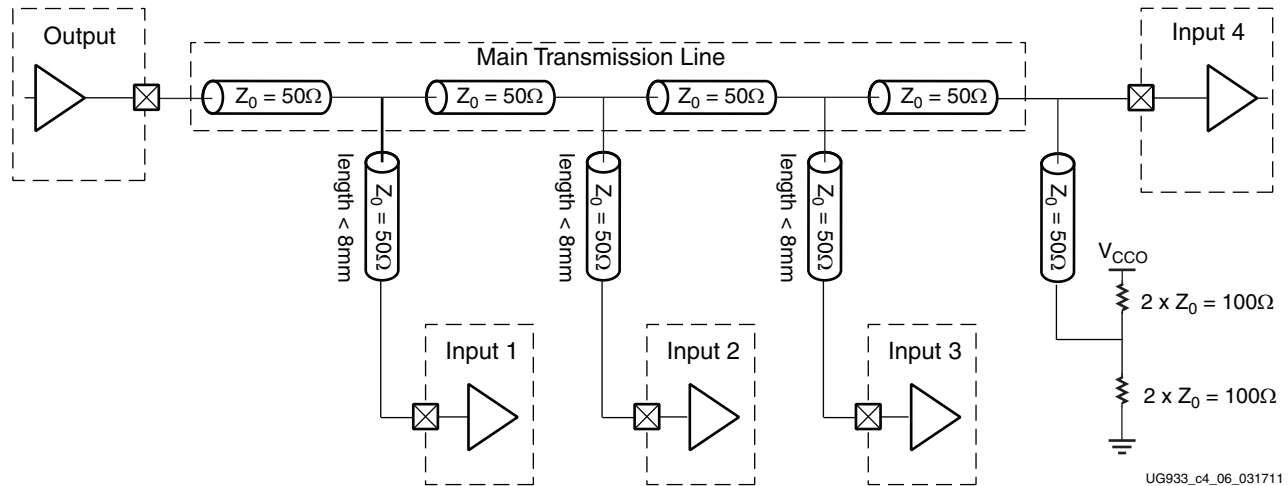 Output
Main Transmission Line
Input 4
Z0 = 50Ω
Z0 = 50Ω
Z0 = 50Ω
Z0 = 50Ω
length < 8mm
Z0 = 50Ω
length < 8mm
Z0 = 50Ω
length < 8mm
Z0 = 50Ω
Z0 = 50Ω
VCCO
2 x Z0 = 100Ω
2 x Z0 = 100Ω
Input 1
Input 2
Input 3
UG933_c4_06_031711